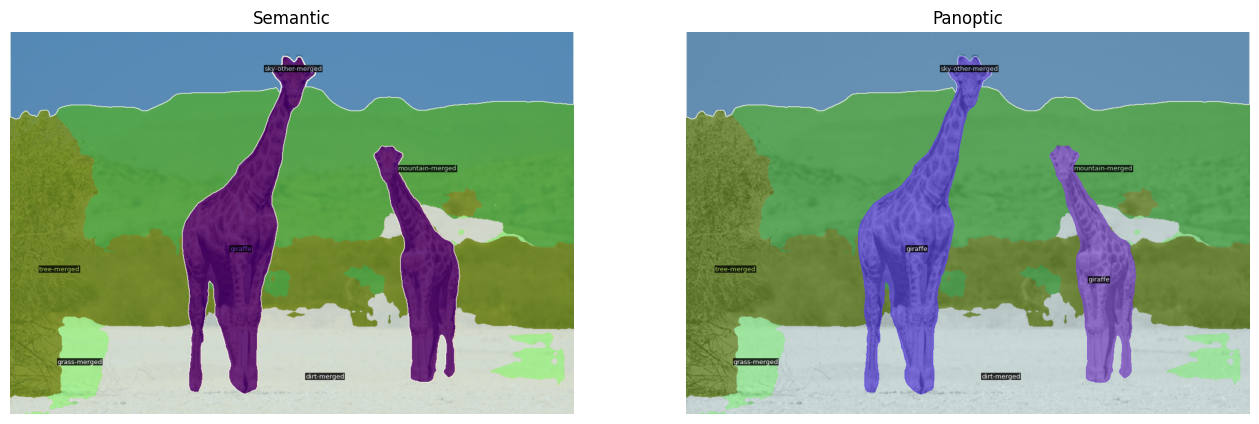 Semantic
Panoptic
sky-other-merged
mountain-merged
giraffe
tree-merged
grass-merged
dirt-merged
sky-other-merged
mountain-merged
giraffe
tree-merged
giraffe
grass-merged
dirt-merged